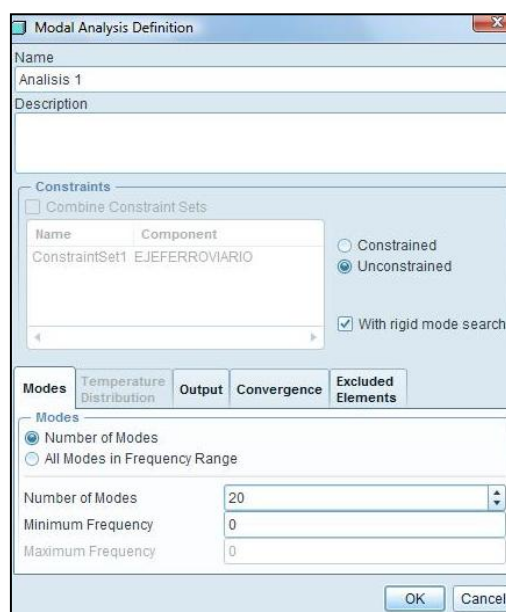 Modal Analysis Definition
Name
Analisis 1
Description
Constraints
Combine Constraint Sets
Name Component
ConstraintSet1 EJEFERROVIARIO
Constrained
Unconstrained
With rigid mode search
Modes
Temperature
Distribution
Output
Convergence
Excluded
Elements
Modes
Number of Modes
All Modes in Frequency Range
Number of Modes 20
Minimum Frequency 0
Maximum Frequency 0
OK Cancel